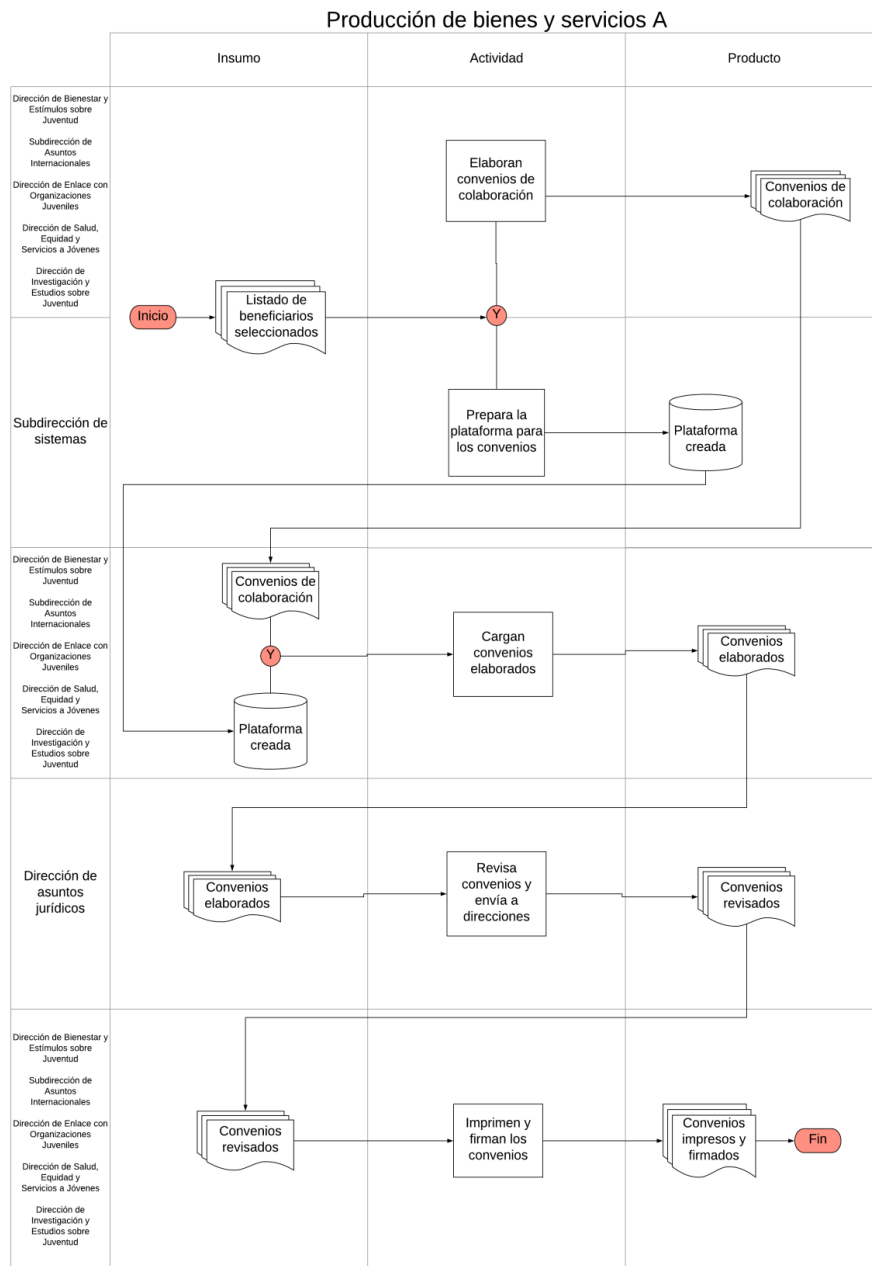 Producción de bienes y servicios A
Insumo
Actividad
Producto
Dirección de Bienestar y
Estímulos sobre
Juventud
Subdirección de
Asuntos
Internacionales
Dirección de Enlace con
Organizaciones
Juveniles
Dirección de Salud,
Equidad y
Servicios a Jóvenes
Dirección de
Investigación y
Estudios sobre
Juventud
Inicio
Listado de
beneficiarios
seleccionados
Y
Elaboran
convenios de
colaboración
Convenios de
colaboración
Subdirección de
sistemas
Prepara la
plataforma para
los convenios
Plataforma
creada
Dirección de Bienestar y
Estímulos sobre
Juventud
Subdirección de
Asuntos
Internacionales
Dirección de Enlace con
Organizaciones
Juveniles
Dirección de Salud,
Equidad y
Servicios a Jóvenes
Dirección de
Investigación y
Estudios sobre
Juventud
Convenios de
colaboración
Y
Plataforma
creada
Cargan
convenios
elaborados
Convenios
elaborados
Dirección de
asuntos
jurídicos
Convenios
elaborados
Revisa
convenios y
envía a
direcciones
Convenios
revisados
Dirección de Bienestar y
Estímulos sobre
Juventud
Subdirección de
Asuntos
Internacionales
Dirección de Enlace con
Organizaciones
Juveniles
Dirección de Salud,
Equidad y
Servicios a Jóvenes
Dirección de
Investigación y
Estudios sobre
Juventud
Convenios
revisados
Imprimen y
firman los
convenios
Convenios
impresos y
firmados
Fin